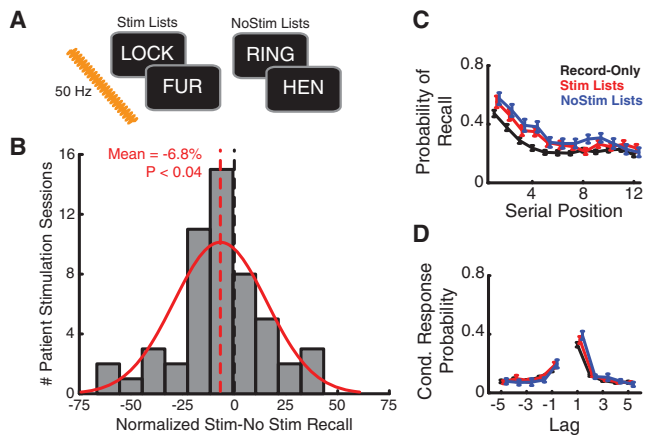 A
Stim Lists
NoStim Lists
LOCK
FUR
RING
HEN
50 Hz
B
Mean = -6.8%
P < 0.04
# Patient Stimulation Sessions
16
12
8
4
0
-75
-50
-25
0
25
50
75
Normalized Stim-No Stim Recall
C
Record-Only
Stim Lists
NoStim Lists
Probability of
Recall
0.8
0.4
0
4
8
12
Serial Position
D
Cond. Response
Probability
0.8
0.4
0
-5
-3
-1
1
3
5
Lag